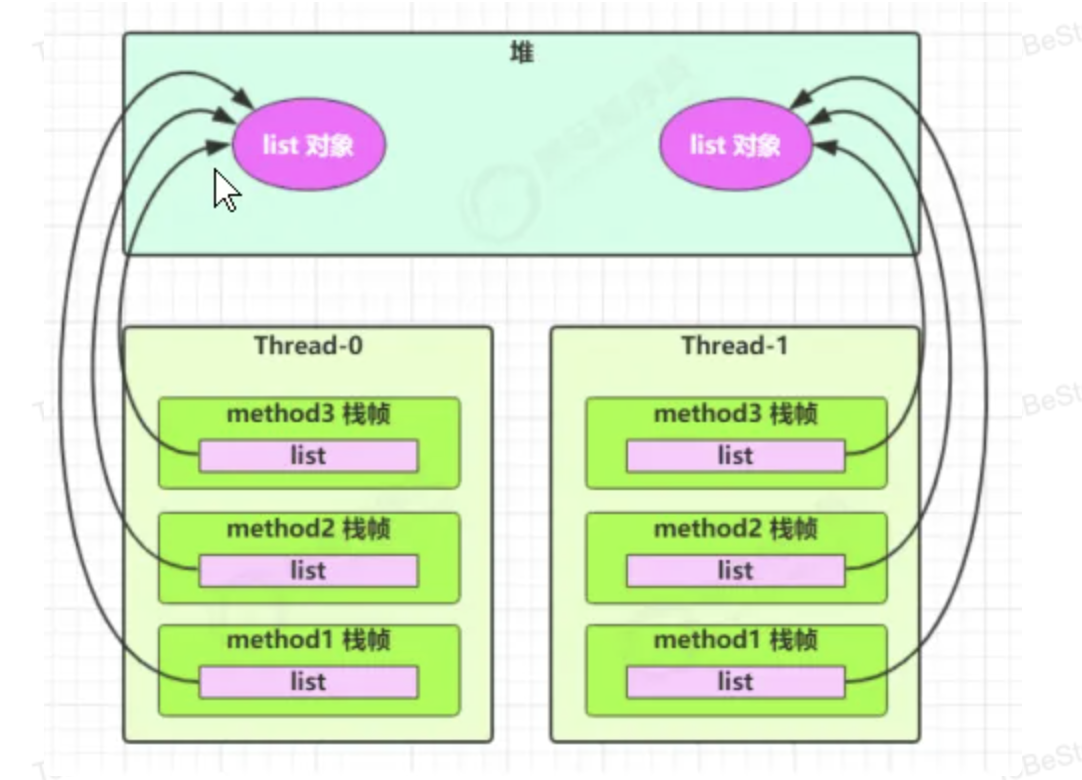 堆
list 对象
list 对象
Thread-0
method3 栈帧
list
method2 栈帧
list
method1 栈帧
list
Thread-1
method3 栈帧
list
method2 栈帧
list
method1 栈帧
list
BeSt
BeSt
BeSt